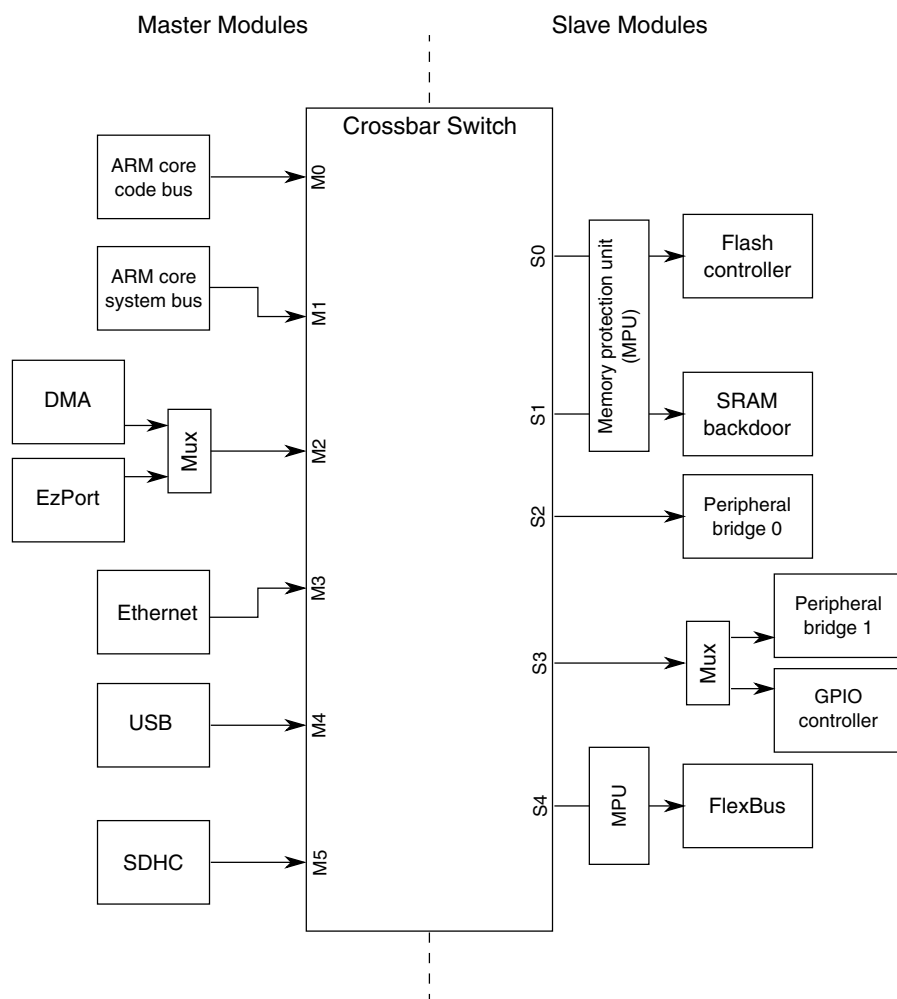 Master Modules
Slave Modules
Crossbar Switch
ARM core
code bus
M0
ARM core
system bus
M1
DMA
EzPort
Mux
M2
Ethernet
M3
USB
M4
SDHC
M5
S0
S1
Memory protection unit
(MPU)
Flash
controller
SRAM
backdoor
S2
Peripheral
bridge 0
S3
Mux
Peripheral
bridge 1
GPIO
controller
S4
MPU
FlexBus